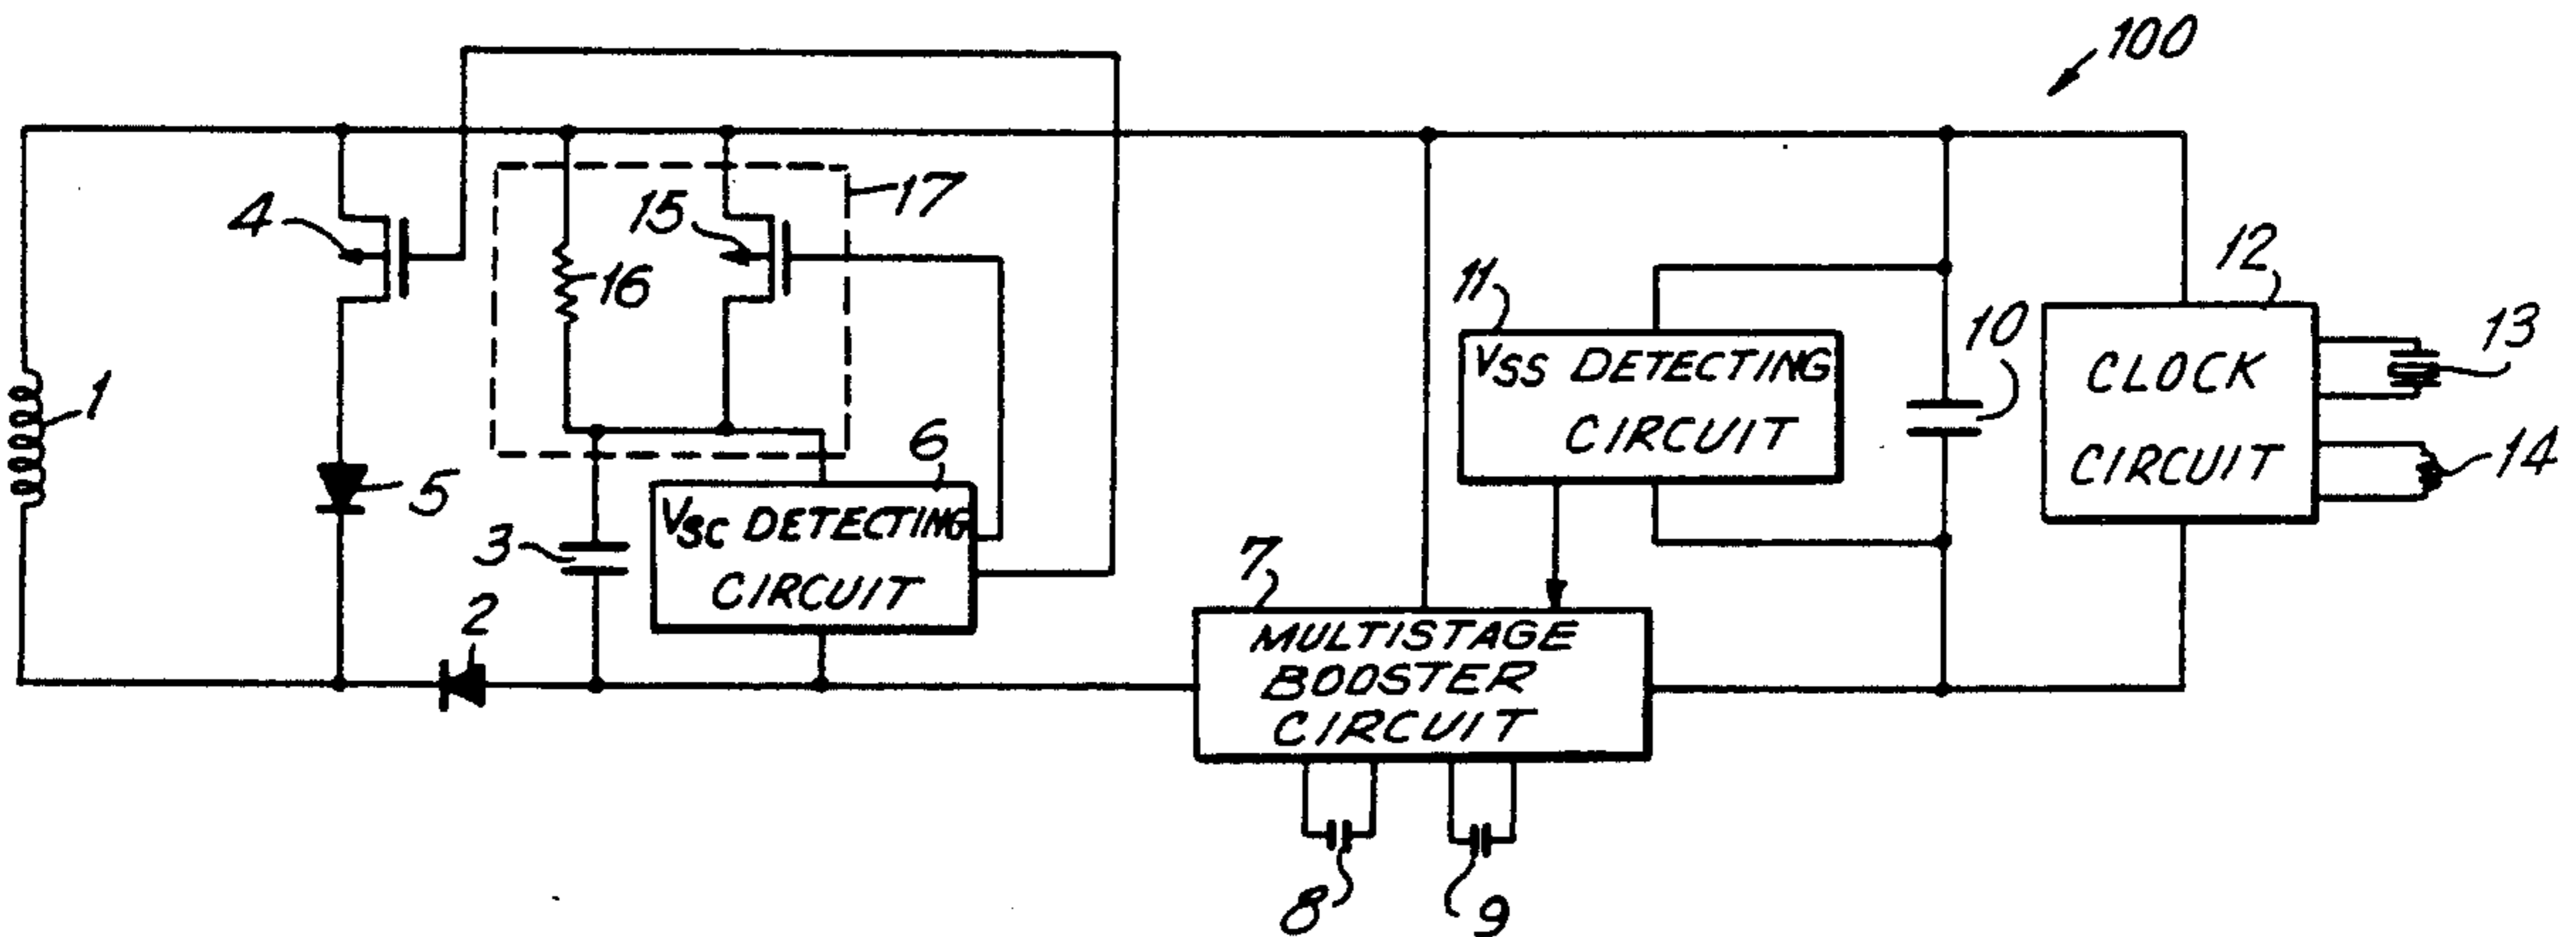 100
4
15
17
16
1
5
3
2
6
VSC DETECTING
CIRCUIT
11
VSS DETECTING
CIRCUIT
10
12
CLOCK
CIRCUIT
13
14
7
MULTISTAGE
BOOSTER
CIRCUIT
8
9